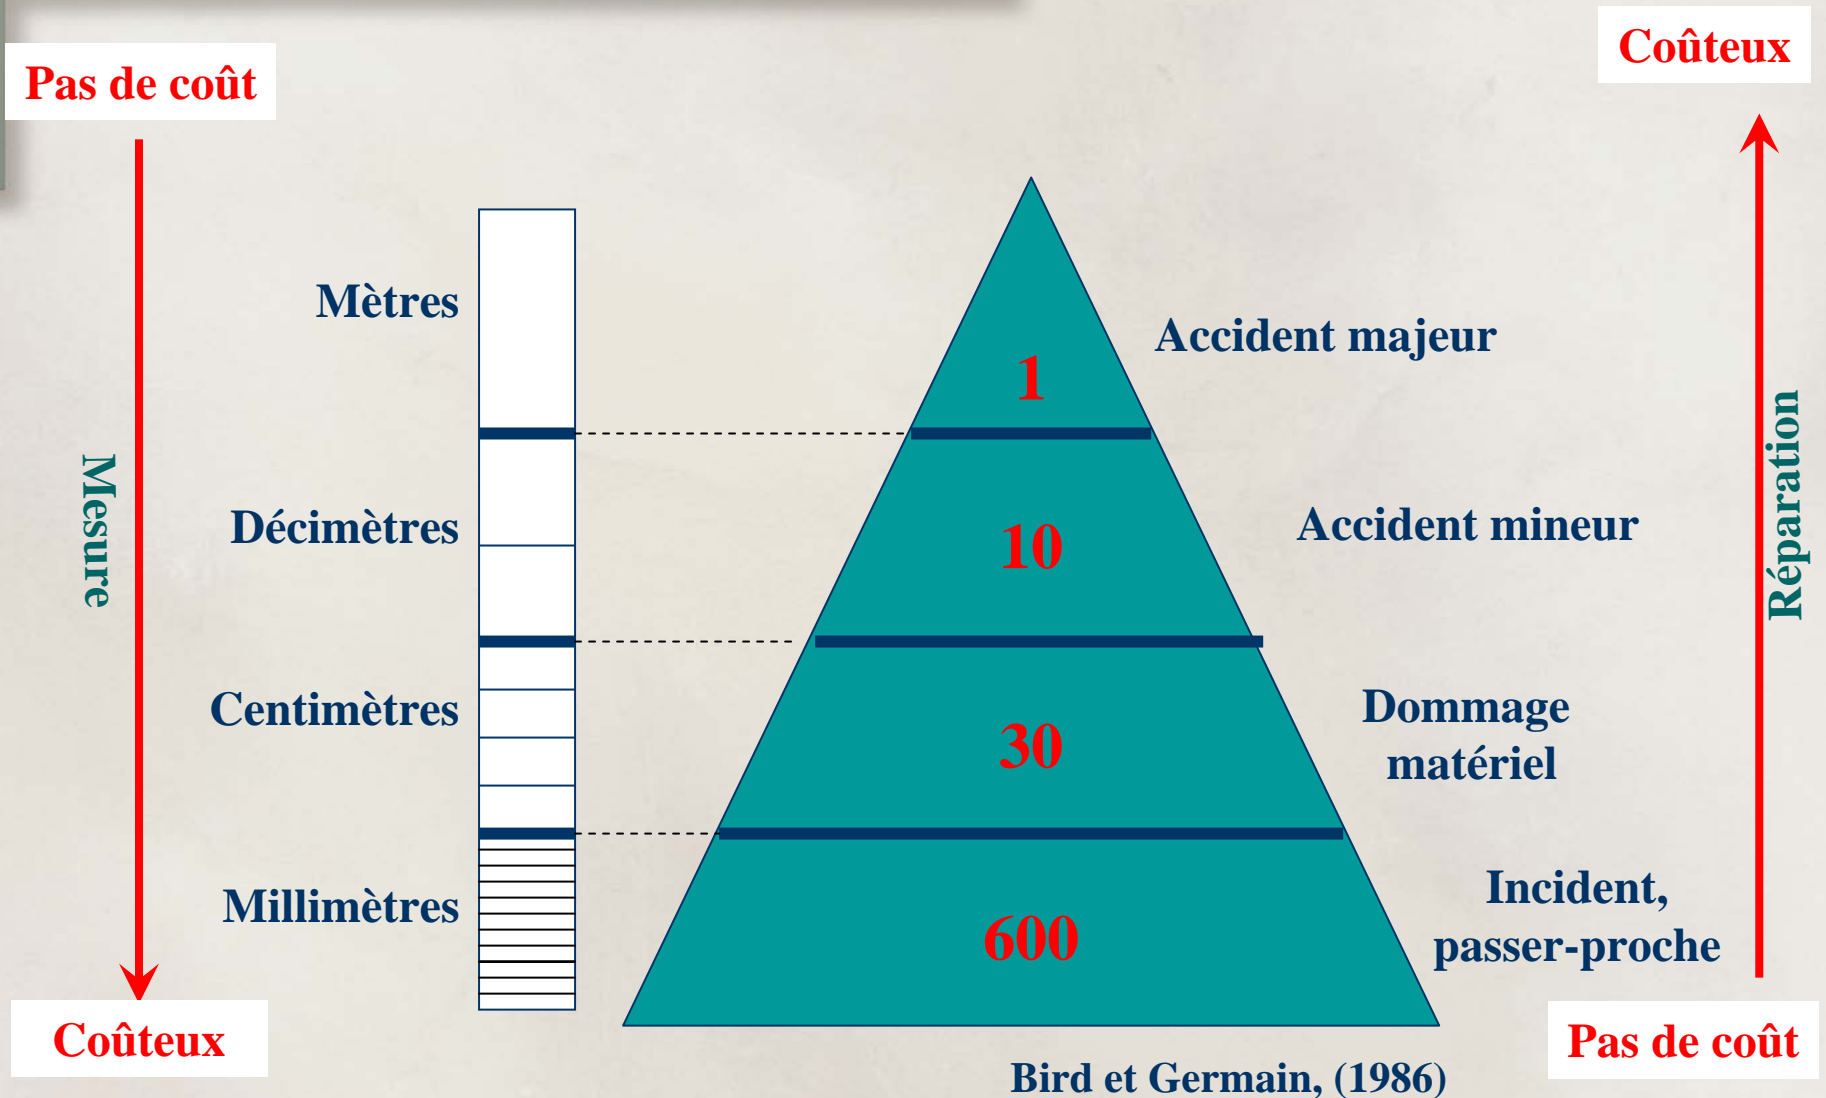 Coûteux
Pas de coût
Mètres
Accident majeur
1
Mesure
Réparation
Décimètres
Accident mineur
10
Centimètres
Dommage
matériel
30
Millimètres
Incident,
passer-proche
600
Coûteux
Pas de coût
Bird et Germain, (1986)